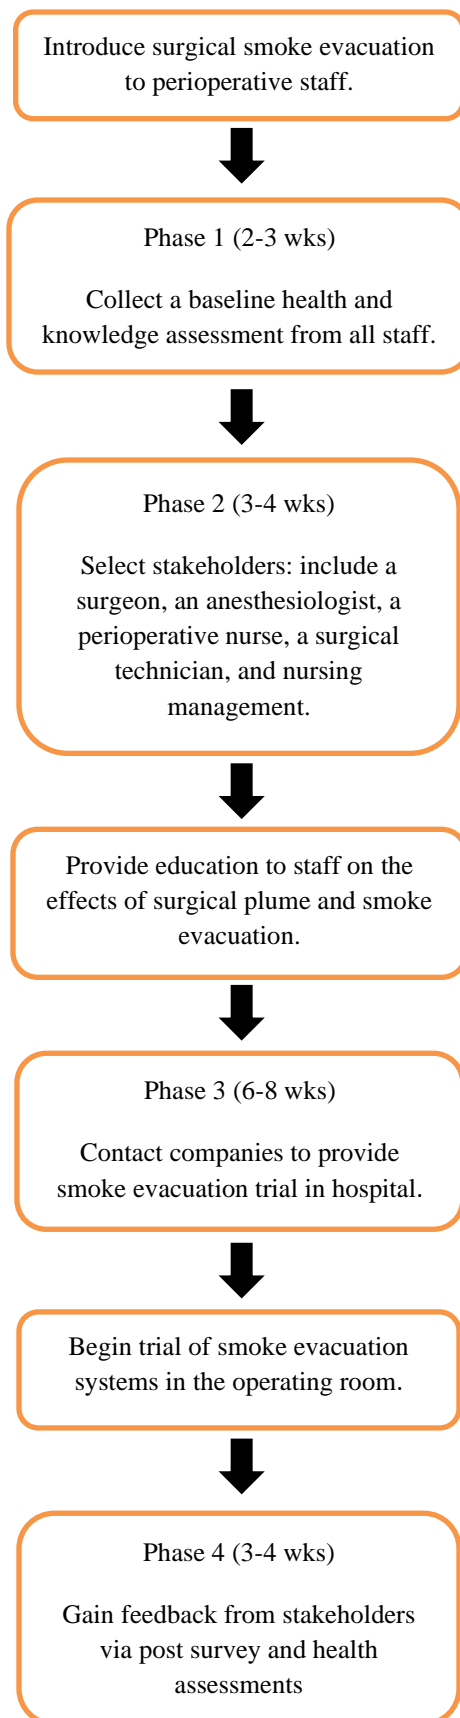 Introduce surgical smoke evacuation
to perioperative staff.
Phase 1 (2-3 wks)
Collect a baseline health and
knowledge assessment from all staff.
Phase 2 (3-4 wks)
Select stakeholders: include a
surgeon, an anesthesiologist, a
perioperative nurse, a surgical
technician, and nursing
management.
Provide education to staff on the
effects of surgical plume and smoke
evacuation.
Phase 3 (6-8 wks)
Contact companies to provide
smoke evacuation trial in hospital.
Begin trial of smoke evacuation
systems in the operating room.
Phase 4 (3-4 wks)
Gain feedback from stakeholders
via post survey and health
assessments